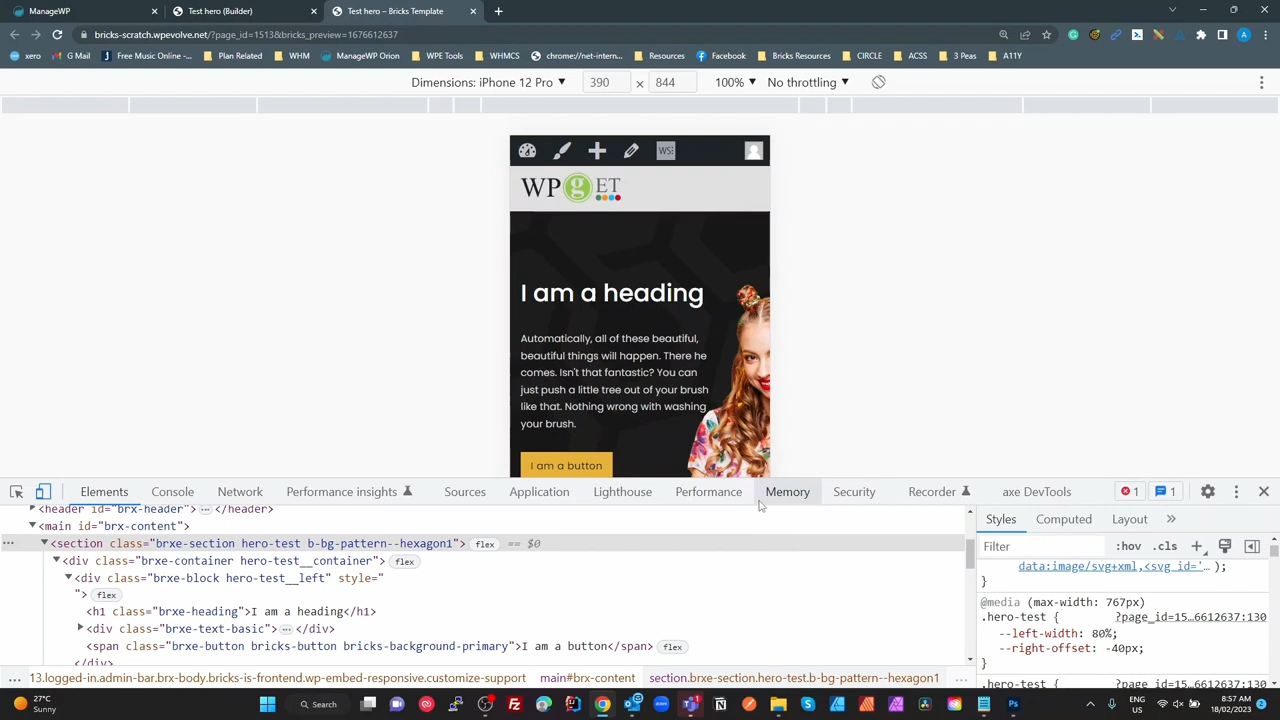 ManageWP
Test hero (Builder)
Test hero – Bricks Template
bricks-scratch.wpevolve.net/?page_id=1513&bricks_preview=1676612637
xero
G Mail
Free Music Online -...
Plan Related
WHM
ManageWP Orion
WPE Tools
WHMCS
chrome://net-intern...
Resources
Facebook
Bricks Resources
CIRCLE
ACSS
3 Peas
A11Y
Dimensions: iPhone 12 Pro
390
×
844
100%
No throttling
WS
WP g ET
I am a heading
Automatically, all of these beautiful,
beautiful things will happen. There he
comes. Isn't that fantastic? You can
just push a little tree out of your brush
like that. Nothing wrong with washing
your bush.
I am a button
Elements
Console
Network
Performance insights
Sources
Application
Lighthouse
Performance
Memory
Security
Recorder
axe DevTools
1
1
<header id="brx-header"> … </header>
<main id="brx-content">
<section class="brxe-section hero-test b-bg-pattern--hexagon1"> flex == $0
<div class="brxe-container hero-test__container"> flex
<div class="brxe-block hero-test__left" style="
"> flex
<h1 class="brxe-heading">I am a heading</h1>
<div class="brxe-text-basic"> … </div>
<span class="brxe-button bricks-button bricks-background-primary">I am a button</span> flex
</div>
... 13.logged-in.admin-bar.brx-body.bricks-is-frontend.wp-embed-responsive.customize-support main#brx-content section.brxe-section.hero-test.b-bg-pattern--hexagon1 ...
Styles
Computed
Layout
Filter
:hov
.cls
data:image/svg+xml,<svg id='… );
}
@media (max-width: 767px)
.hero-test { ?page_id=15…6612637:130
--left-width: 80%;
--right-offset: -40px;
}
.hero-test { ?page_id=15…6612637:130
27°C
Sunny
Search
8:57 AM
18/02/2023
2